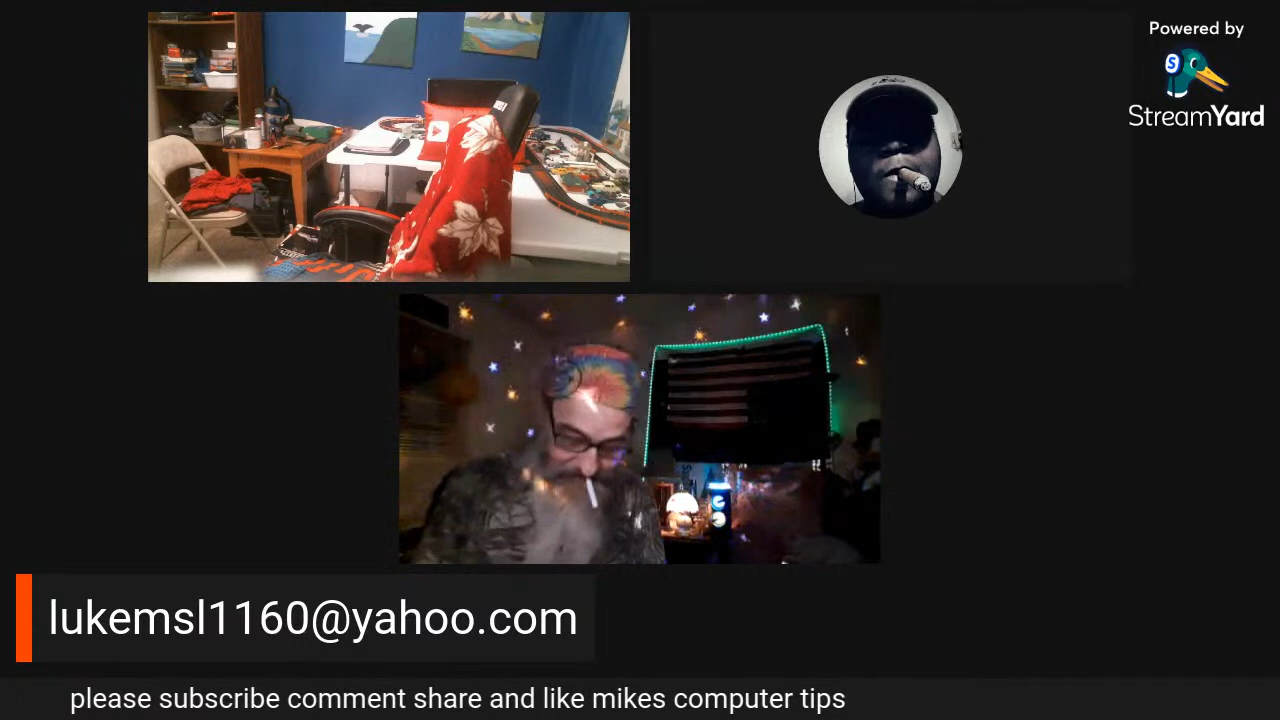 Powered by
S
StreamYard
lukemsl1160@yahoo.com
please subscribe comment share and like mikes computer tips